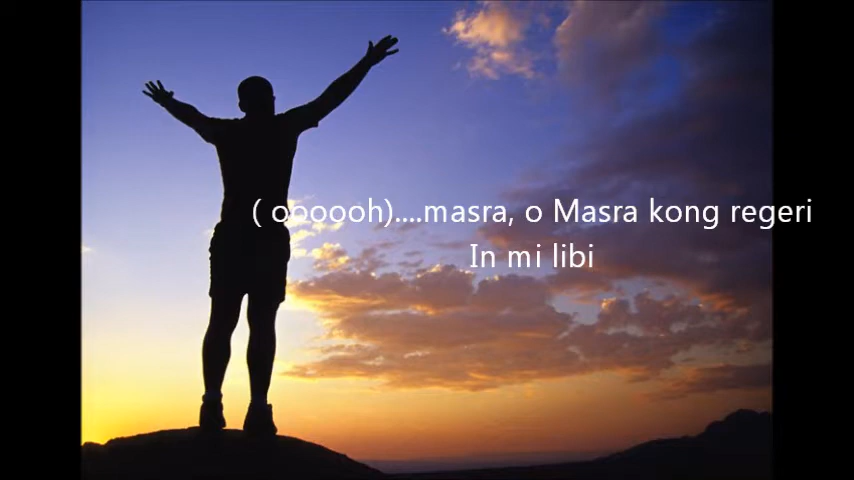 ( oooooh)....masra, o Masra kong regeri
In mi libi